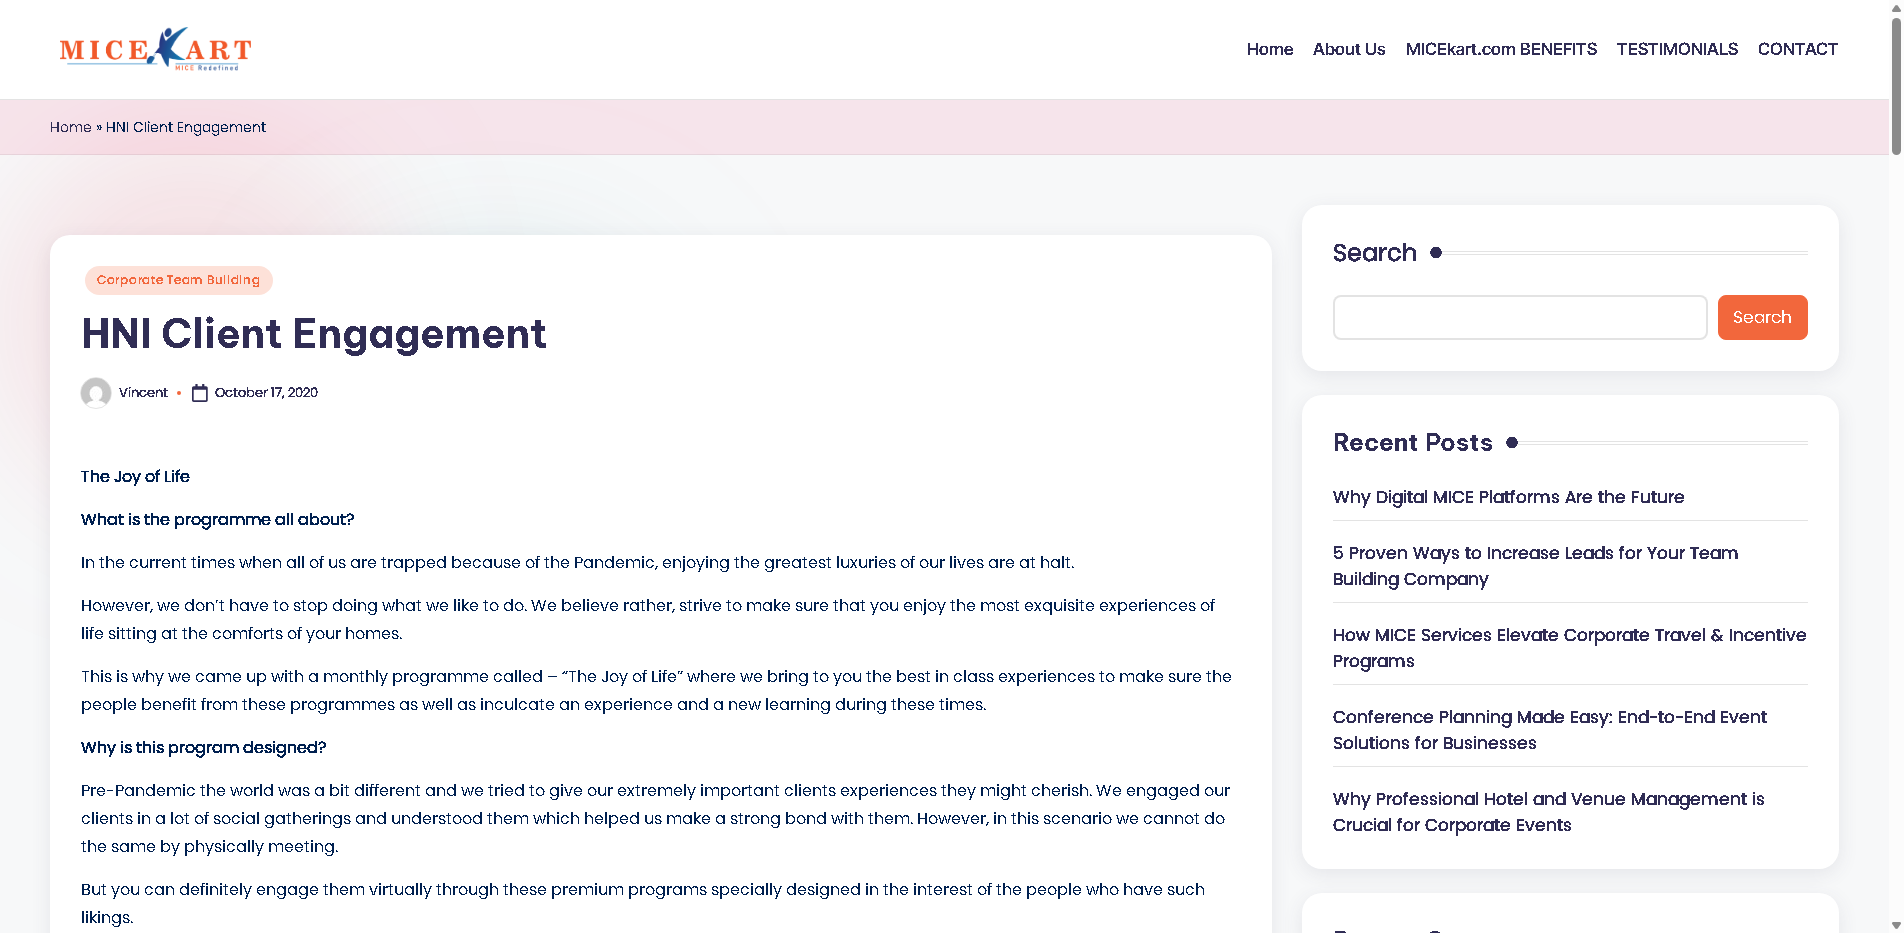 MICEKART
MICE Redefined
Home About Us MICEkart.com BENEFITS TESTIMONIALS CONTACT
Home » HNI Client Engagement
Corporate Team Building
HNI Client Engagement
Vincent • October 17, 2020
The Joy of Life
What is the programme all about?
In the current times when all of us are trapped because of the Pandemic, enjoying the greatest luxuries of our lives are at halt.
However, we don’t have to stop doing what we like to do. We believe rather, strive to make sure that you enjoy the most exquisite experiences of
life sitting at the comforts of your homes.
This is why we came up with a monthly programme called – “The Joy of Life” where we bring to you the best in class experiences to make sure the
people benefit from these programmes as well as inculcate an experience and a new learning during these times.
Why is this program designed?
Pre-Pandemic the world was a bit different and we tried to give our extremely important clients experiences they might cherish. We engaged our
clients in a lot of social gatherings and understood them which helped us make a strong bond with them. However, in this scenario we cannot do
the same by physically meeting.
But you can definitely engage them virtually through these premium programs specially designed in the interest of the people who have such
likings.
Search
Search
Recent Posts
Why Digital MICE Platforms Are the Future
5 Proven Ways to Increase Leads for Your Team
Building Company
How MICE Services Elevate Corporate Travel & Incentive
Programs
Conference Planning Made Easy: End-to-End Event
Solutions for Businesses
Why Professional Hotel and Venue Management is
Crucial for Corporate Events